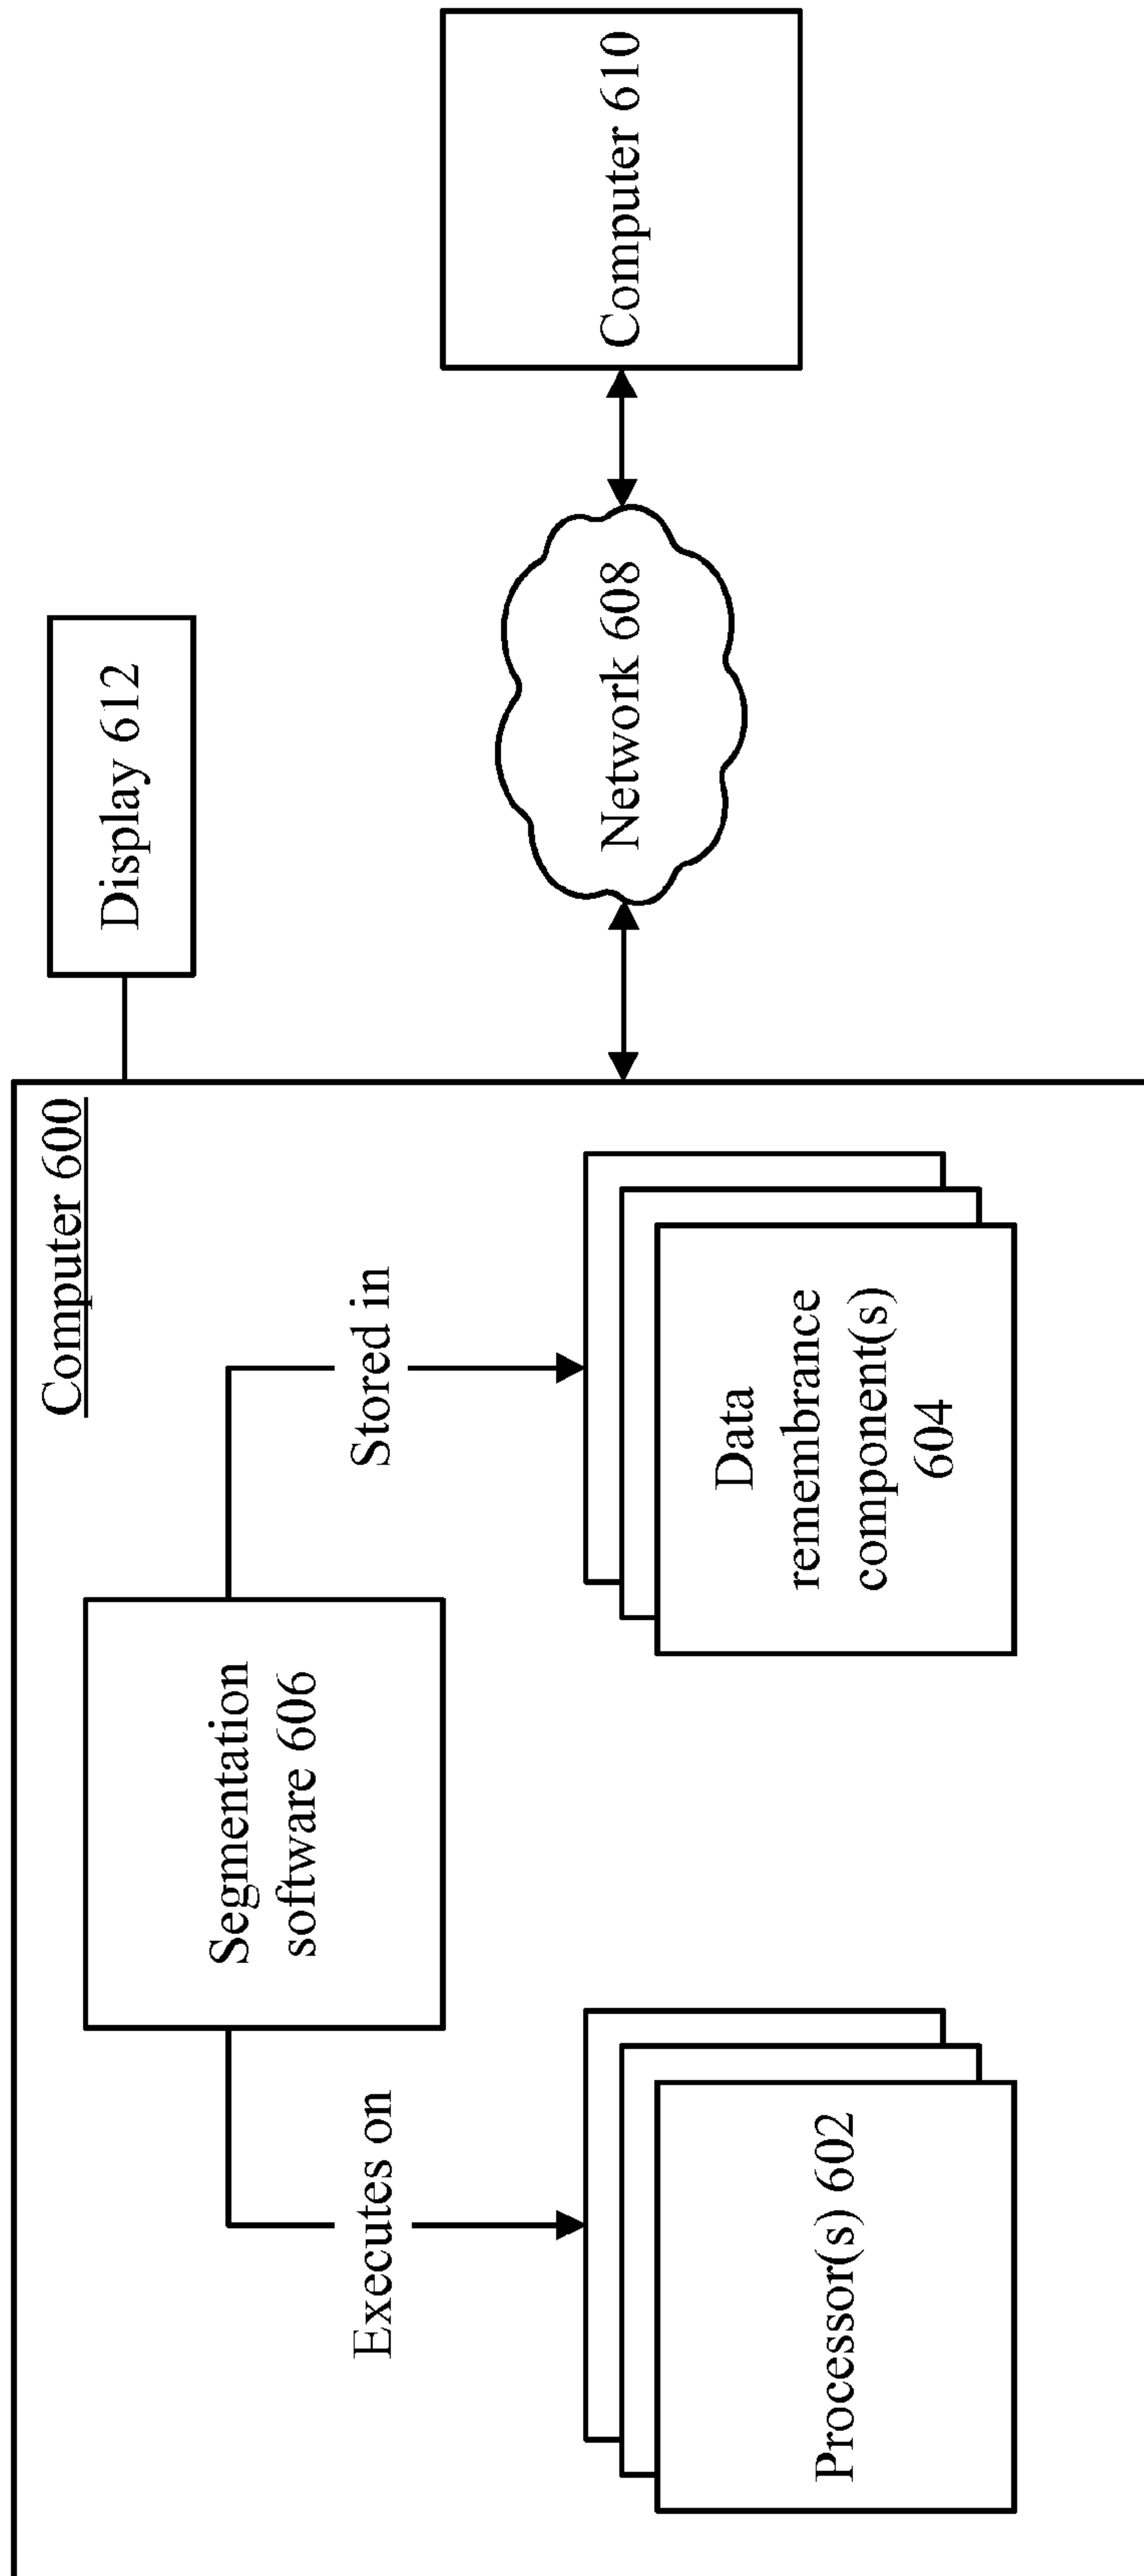 Computer 600
Segmentation
software 606
Executes on
Stored in
Processor(s) 602
Data
remembrance
component(s)
604
Display 612
Network 608
Computer 610